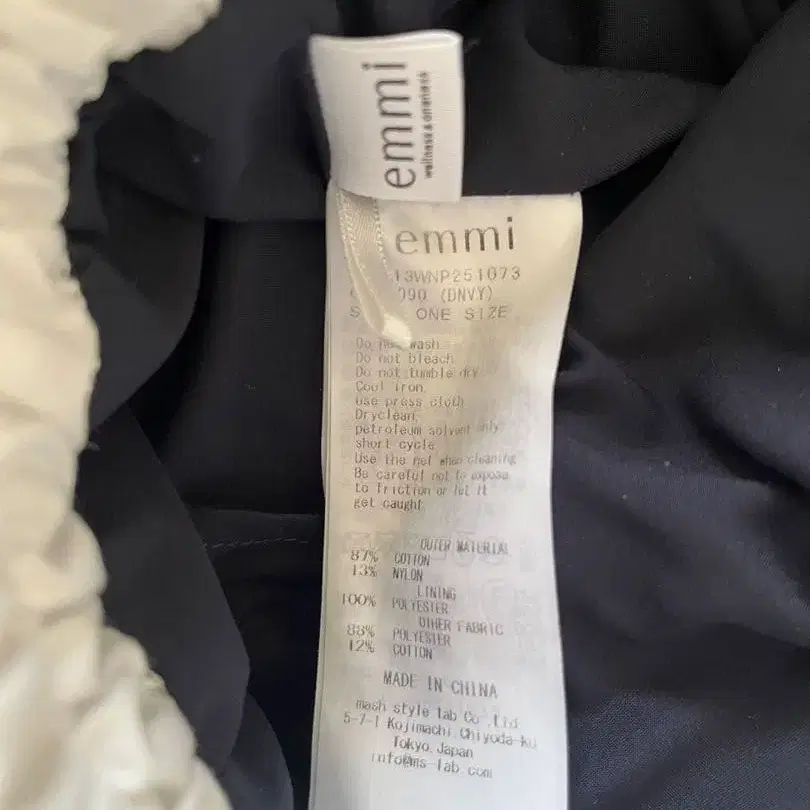 emmi
wellness & oneness
emmi
13WNP251073
090 (DNVY)
S ONE SIZE
Do not wash
Do not bleach
Do not tumble dry
Cool iron
use press cloth
Dryclean,
petroleum solvent only
short cycle
Use the net when cleaning
Be careful not to expose
to friction or let it
get caught
OUTER MATERIAL
87% COTTON
13% NYLON
LINING
100% POLYESTER
OTHER FABRIC
88% POLYESTER
12% COTTON
MADE IN CHINA
mash style lab Co.,Ltd.
5-7-1 Kojimachi,Chiyoda-ku
Tokyo,Japan
info@ms-lab.com